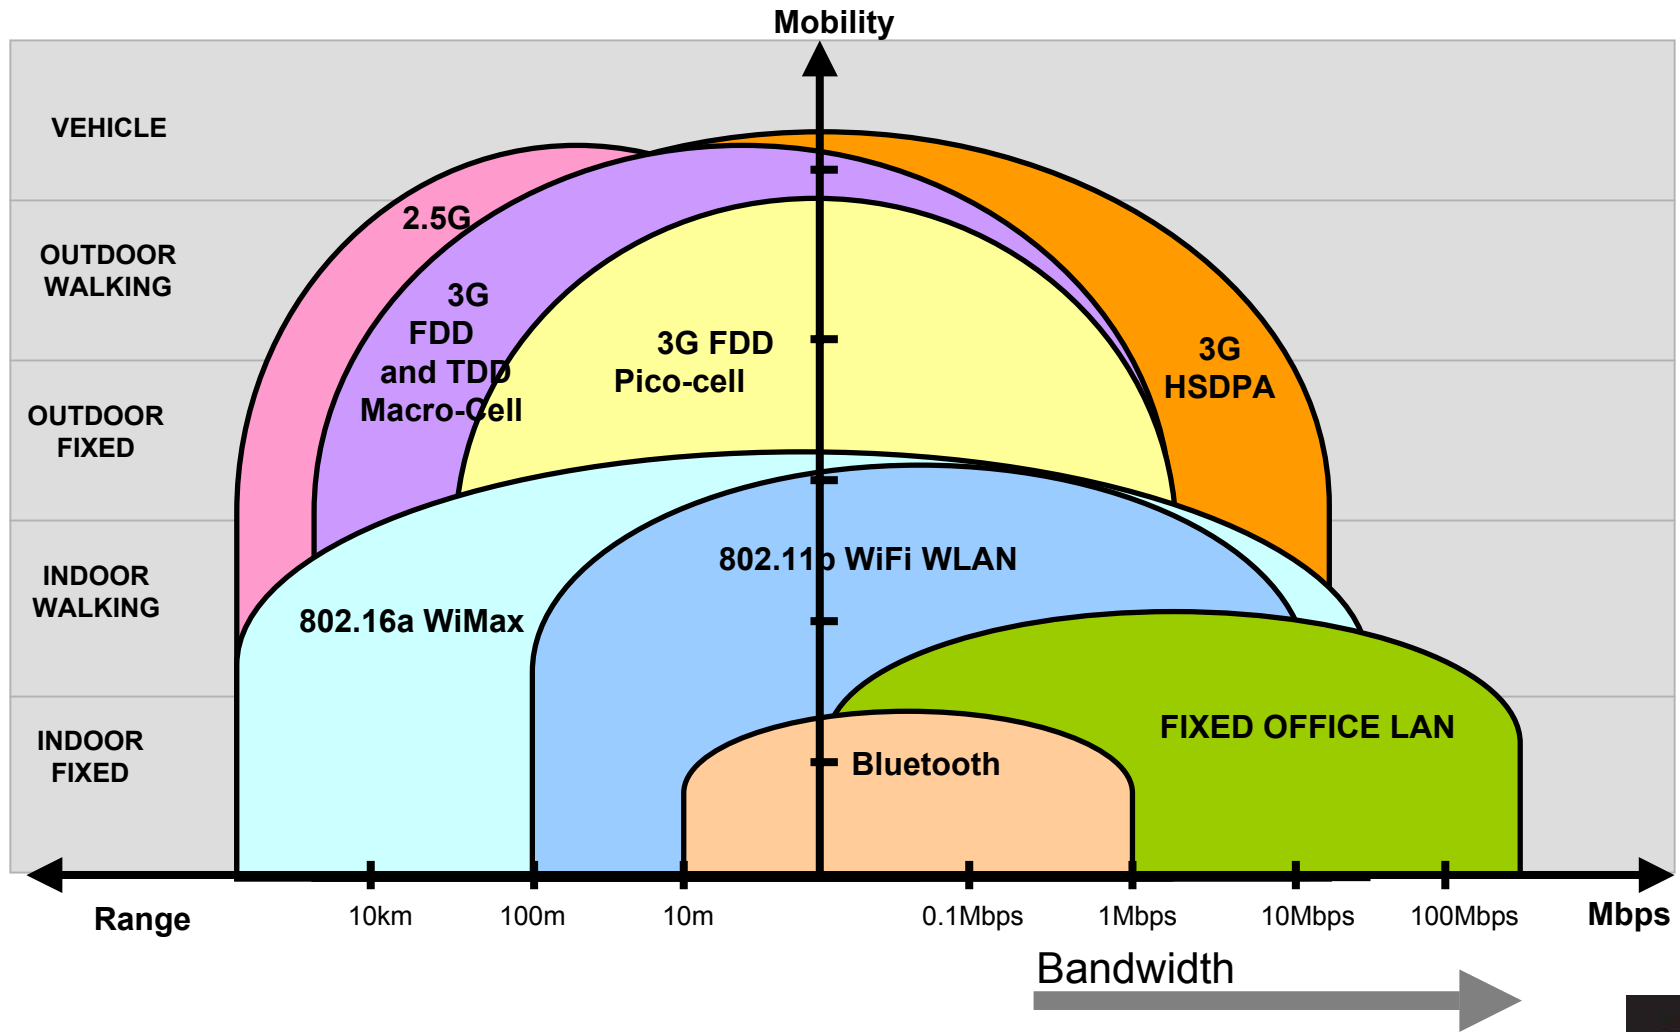 Mobility
VEHICLE
2.5G
OUTDOOR
WALKING
3G
FDD
and TDD
Macro-Cell
3G FDD
Pico-cell
3G
HSDPA
OUTDOOR
FIXED
802.11b WiFi WLAN
INDOOR
WALKING
802.16a WiMax
INDOOR
FIXED
FIXED OFFICE LAN
Bluetooth
Range
10km
100m
10m
0.1Mbps
1Mbps
10Mbps
100Mbps
Mbps
Bandwidth